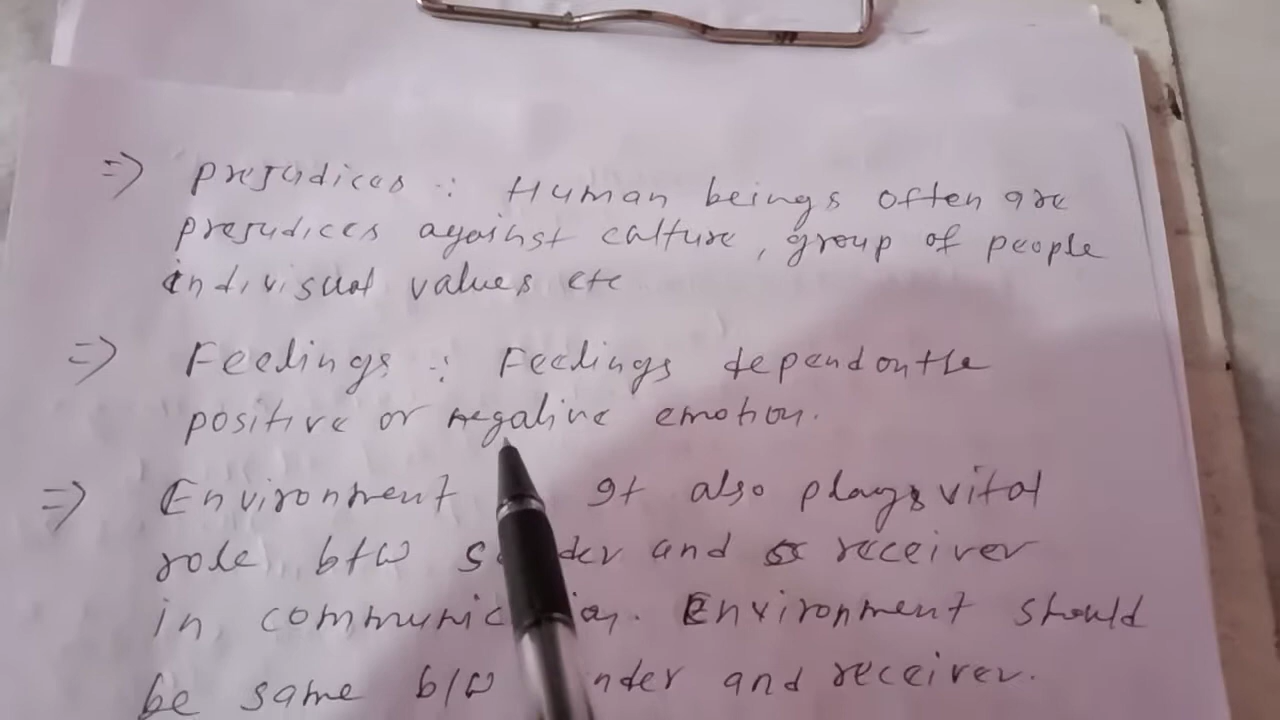 => prejudices : Human beings often are
prejudices against culture, group of people
indivisual values etc
=> Feelings : Feelings depend on the
positive or negative emotion.
=> Environment It also plays vital
role btw and receiver
in Environment should
be same b/w and receiver.